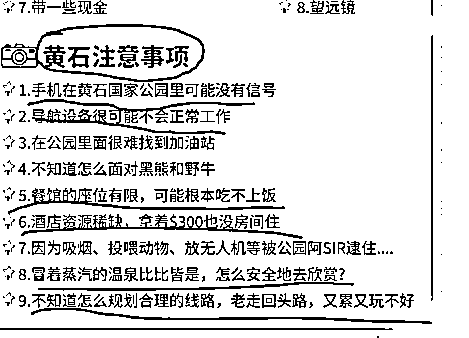 7.带一些现金 8.望远镜
黄石注意事项
1.手机在黄石国家公园里可能没有信号
2.导航设备很可能不会正常工作
3.在公园里面很难找到加油站
4.不知道怎么面对黑熊和野牛
5.餐馆的座位有限，可能根本吃不上饭
6.酒店资源稀缺，拿着$300也没房间住
7.因为吸烟、投喂动物、放无人机等被公园阿SIR逮住....
8.冒着蒸汽的温泉比比皆是，怎么安全地去欣赏?
9.不知道怎么规划合理的线路，老走回头路，又累又玩不好